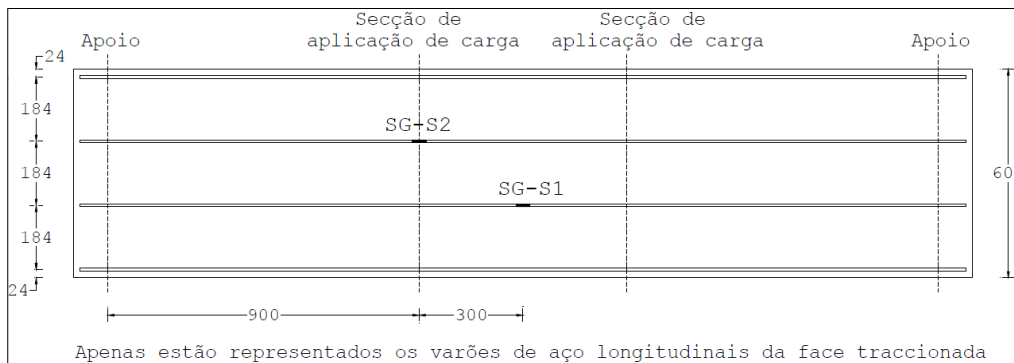 Secção de
aplicação de carga
Secção de
aplicação de carga
Apoio
Apoio
24
184
SG-S2
184
SG-S1
60
184
24
900
300
Apenas estão representados os varões de aço longitudinais da face traccionada